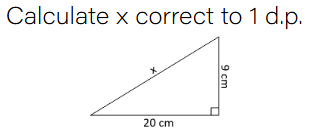 Calculate x correct to 1 d.p.
x
9 cm
20 cm